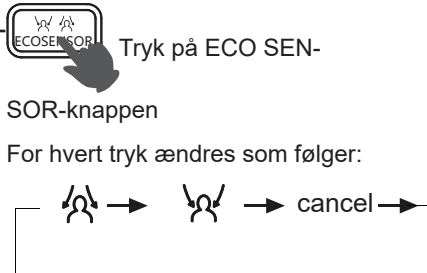 ECOSENSOR
Tryk på ECO SEN-
SOR-knappen
For hvert tryk ændres som følger:
cancel